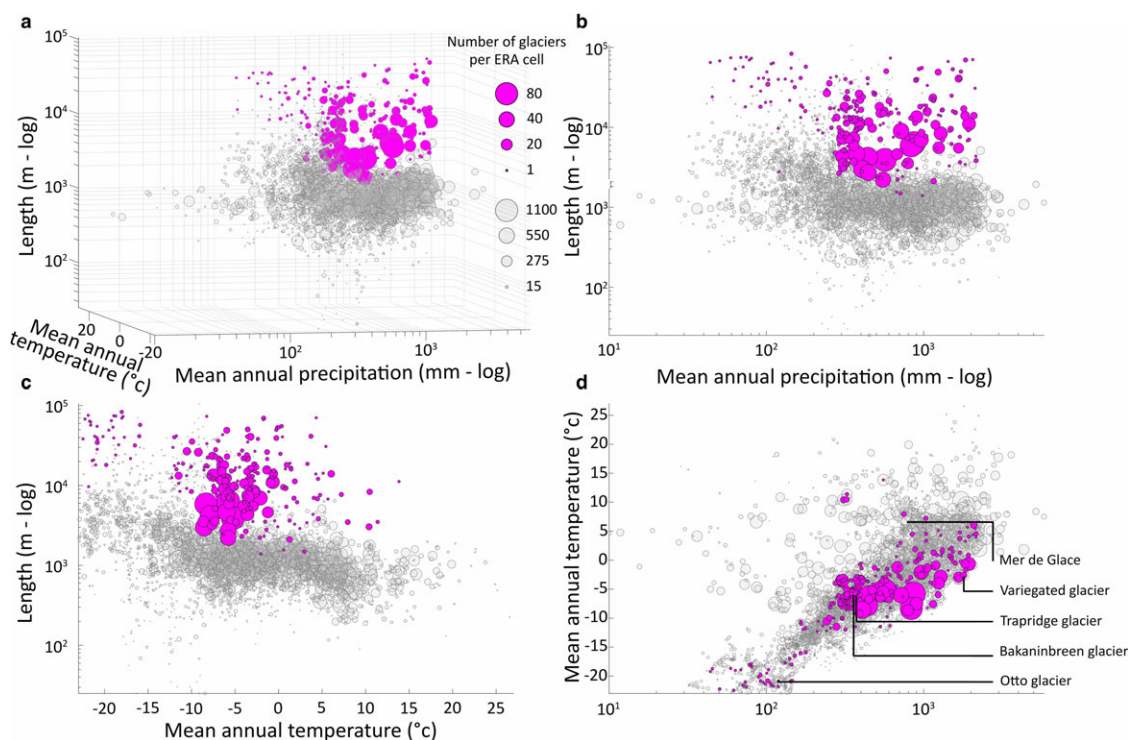 a
10⁵
10⁴
10³
10²
Length (m - log)
Number of glaciers
per ERA cell
80
40
20
1
1100
550
275
15
20
0
-20
Mean annual
temperature (°c)
10²
10³
Mean annual precipitation (mm - log)
b
10⁵
10⁴
10³
10²
Length (m - log)
10¹
10²
10³
Mean annual precipitation (mm - log)
c
10⁵
10⁴
10³
10²
Length (m - log)
-20
-15
-10
-5
0
5
10
15
20
25
Mean annual temperature (°c)
d
25
20
15
10
5
0
-5
-10
-15
-20
Mean annual temperature (°c)
Mer de Glace
Variegated glacier
Trapridge glacier
Bakaninbreen glacier
Otto glacier
10¹
10²
10³